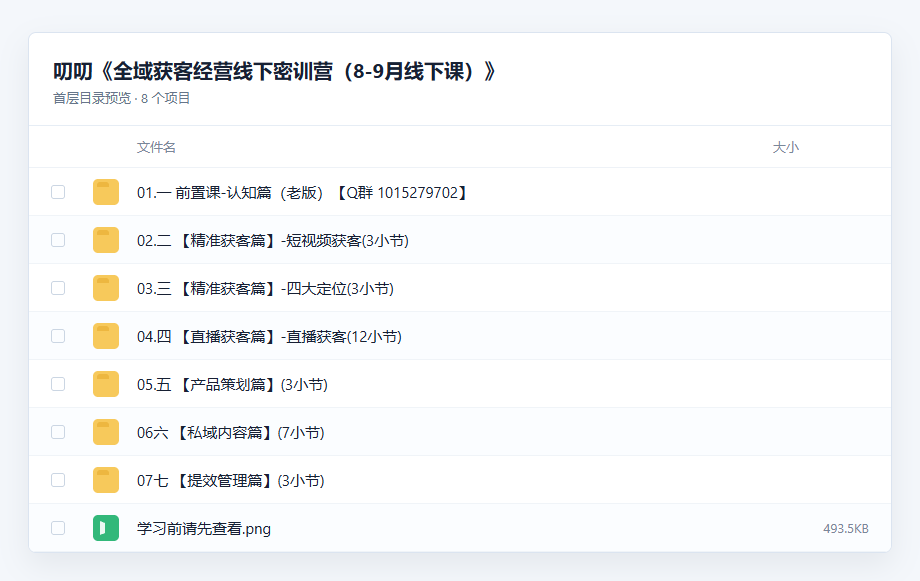 叨叨《全域获客经营线下密训营（8-9月线下课）》
首层目录预览 · 8 个项目
文件名 大小
01.一 前置课-认知篇（老版）【Q群 1015279702】
02.二 【精准获客篇】-短视频获客(3小节)
03.三 【精准获客篇】-四大定位(3小节)
04.四 【直播获客篇】-直播获客(12小节)
05.五 【产品策划篇】(3小节)
06六 【私域内容篇】(7小节)
07七 【提效管理篇】(3小节)
学习前请先查看.png 493.5KB